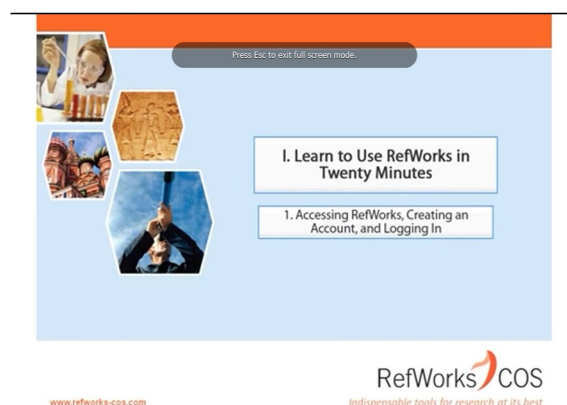 Press Esc to exit full screen mode.
I. Learn to Use RefWorks in
Twenty Minutes
1. Accessing RefWorks, Creating an
Account, and Logging In
RefWorks COS
www.refworks-cos.com
Indispensable tools for research at its best